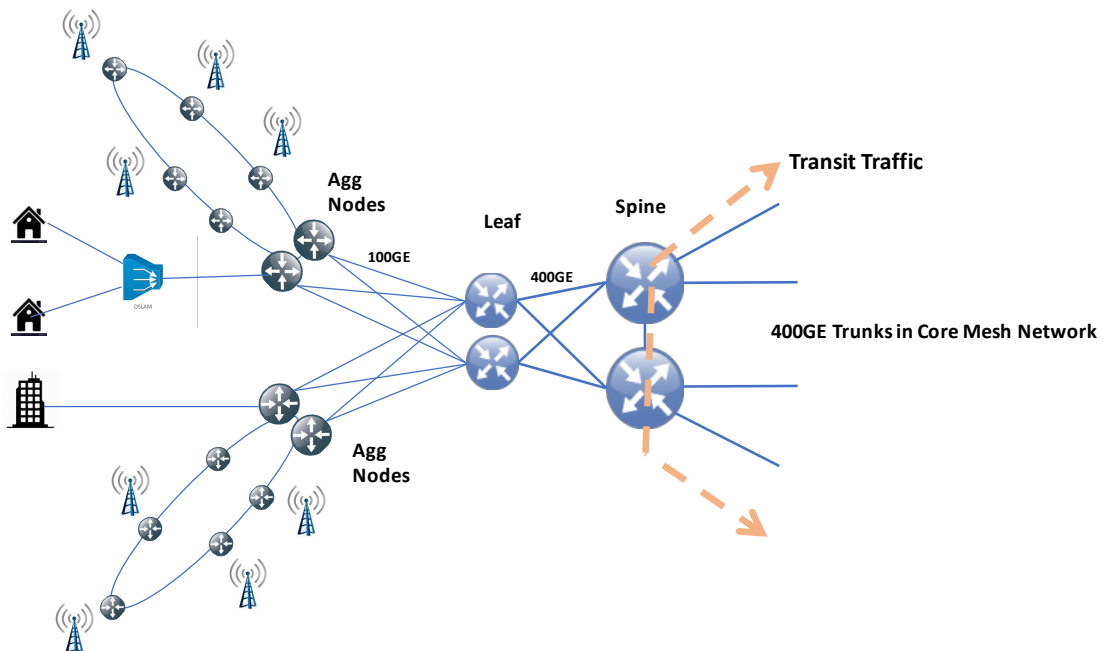 Transit Traffic
Agg
Nodes
Leaf
Spine
100GE
400GE
DSLAM
400GE Trunks in Core Mesh Network
Agg
Nodes